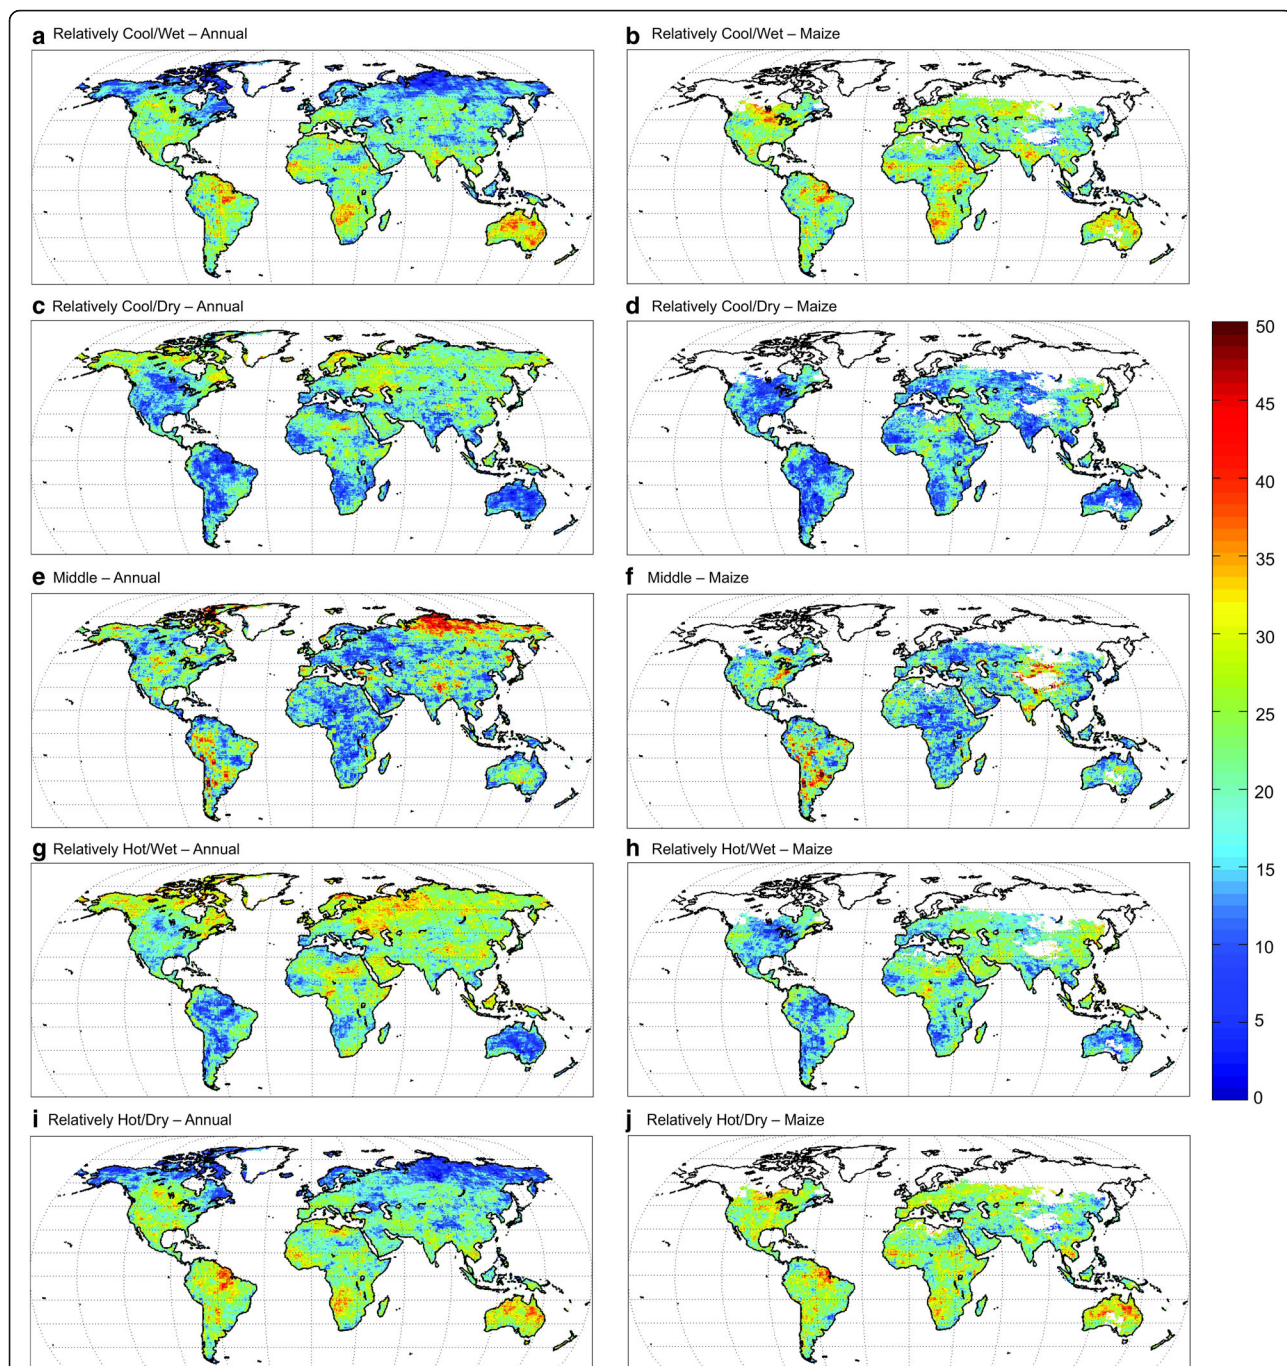 a Relatively Cool/Wet – Annual
b Relatively Cool/Wet – Maize
c Relatively Cool/Dry – Annual
d Relatively Cool/Dry – Maize
e Middle – Annual
f Middle – Maize
g Relatively Hot/Wet – Annual
h Relatively Hot/Wet – Maize
i Relatively Hot/Dry – Annual
j Relatively Hot/Dry – Maize
50
45
40
35
30
25
20
15
10
5
0